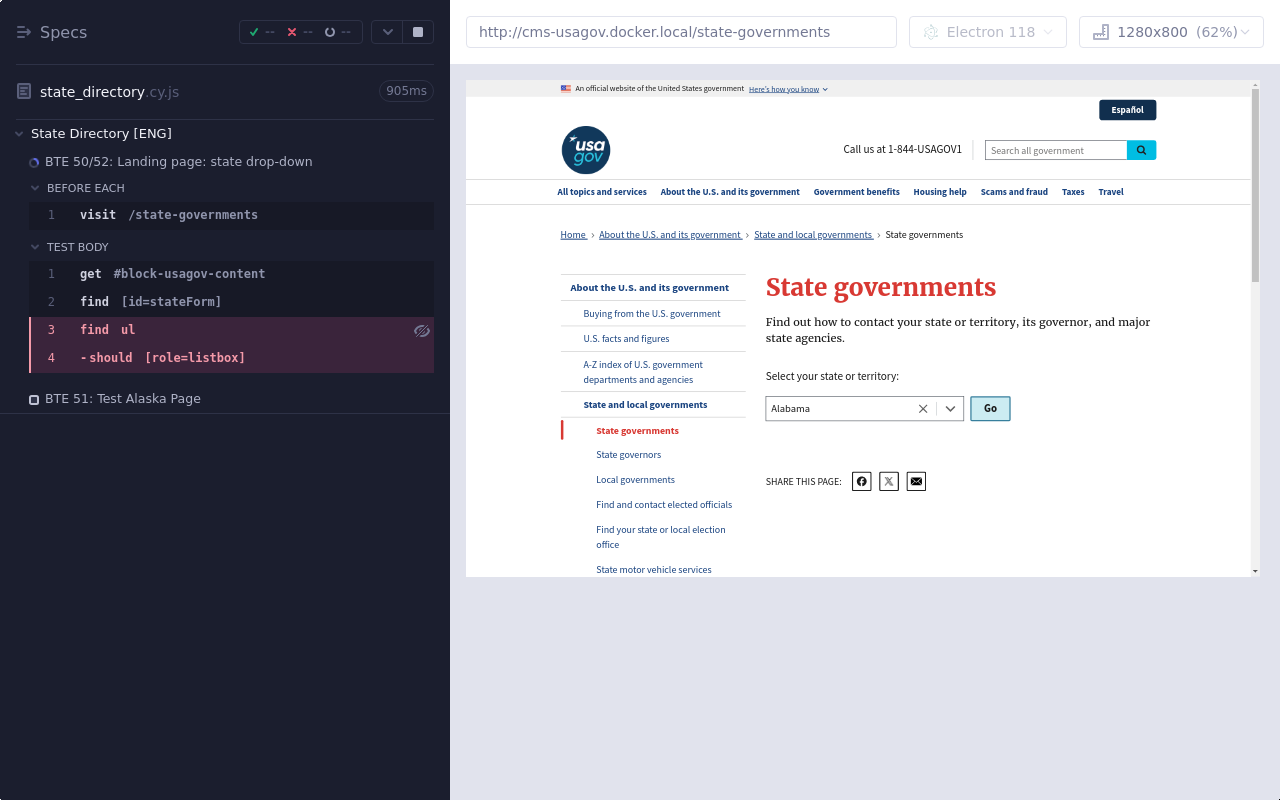 Specs
-- -- --
state_directory.cy.js
905ms
State Directory [ENG]
BTE 50/52: Landing page: state drop-down
BEFORE EACH
1 visit /state-governments
TEST BODY
1 get #block-usagov-content
2 find [id=stateForm]
3 find ul
4 -should [role=listbox]
BTE 51: Test Alaska Page
http://cms-usagov.docker.local/state-governments
Electron 118
1280x800 (62%)
An official website of the United States government Here's how you know
Español
usa
gov
Call us at 1-844-USAGOV1
Search all government
All topics and services About the U.S. and its government Government benefits Housing help Scams and fraud Taxes Travel
Home › About the U.S. and its government › State and local governments › State governments
About the U.S. and its government
Buying from the U.S. government
U.S. facts and figures
A-Z index of U.S. government
departments and agencies
State and local governments
State governments
State governors
Local governments
Find and contact elected officials
Find your state or local election
office
State motor vehicle services
State governments
Find out how to contact your state or territory, its governor, and major
state agencies.
Select your state or territory:
Alabama
Go
SHARE THIS PAGE: